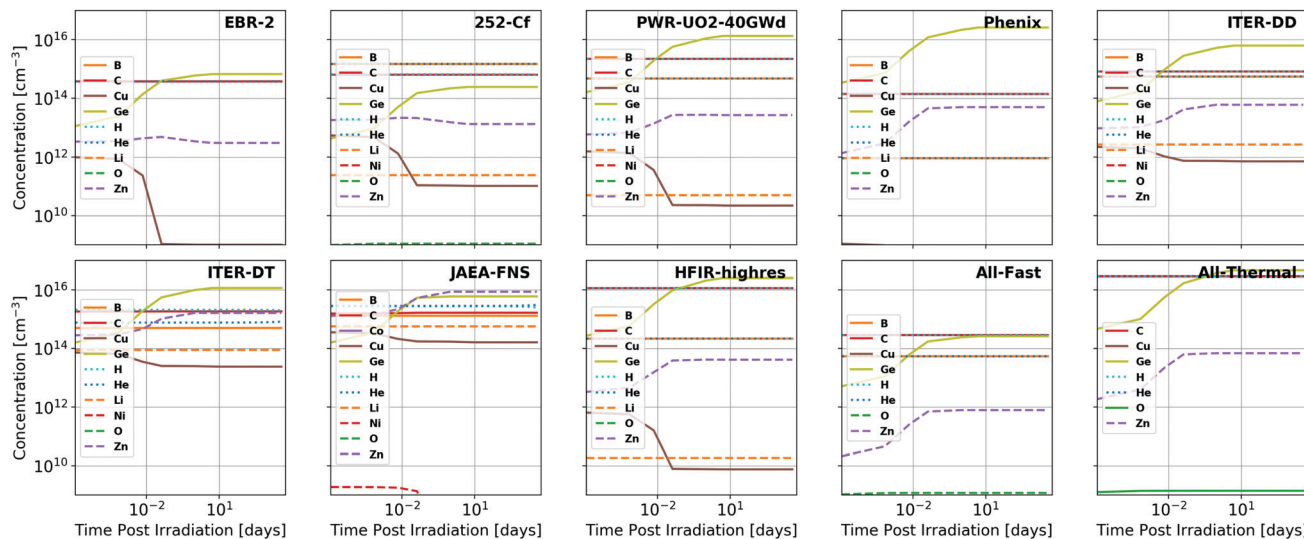 EBR-2
252-Cf
PWR-UO2-40GWd
Phenix
ITER-DD
Concentration [cm⁻³]
10¹⁶
10¹⁴
10¹²
10¹⁰
B
C
Cu
Ge
H
He
Li
Ni
O
Zn
B
C
Cu
Ge
H
He
Li
Ni
O
Zn
B
C
Cu
Ge
H
He
Li
Ni
O
Zn
B
C
Cu
Ge
H
He
Li
Ni
O
Zn
B
C
Cu
Ge
H
He
Li
Ni
O
Zn
ITER-DT
JAEA-FNS
HFIR-highres
All-Fast
All-Thermal
Concentration [cm⁻³]
10¹⁶
10¹⁴
10¹²
10¹⁰
B
C
Cu
Ge
H
He
Li
Ni
O
Zn
B
C
Co
Cu
Ge
H
He
Li
Ni
O
Zn
B
C
Cu
Ge
H
He
Li
Ni
O
Zn
B
C
Cu
Ge
H
He
O
Zn
C
Cu
Ge
H
He
O
Zn
10⁻² 10¹
10⁻² 10¹
10⁻² 10¹
10⁻² 10¹
10⁻² 10¹
Time Post Irradiation [days]
Time Post Irradiation [days]
Time Post Irradiation [days]
Time Post Irradiation [days]
Time Post Irradiation [days]